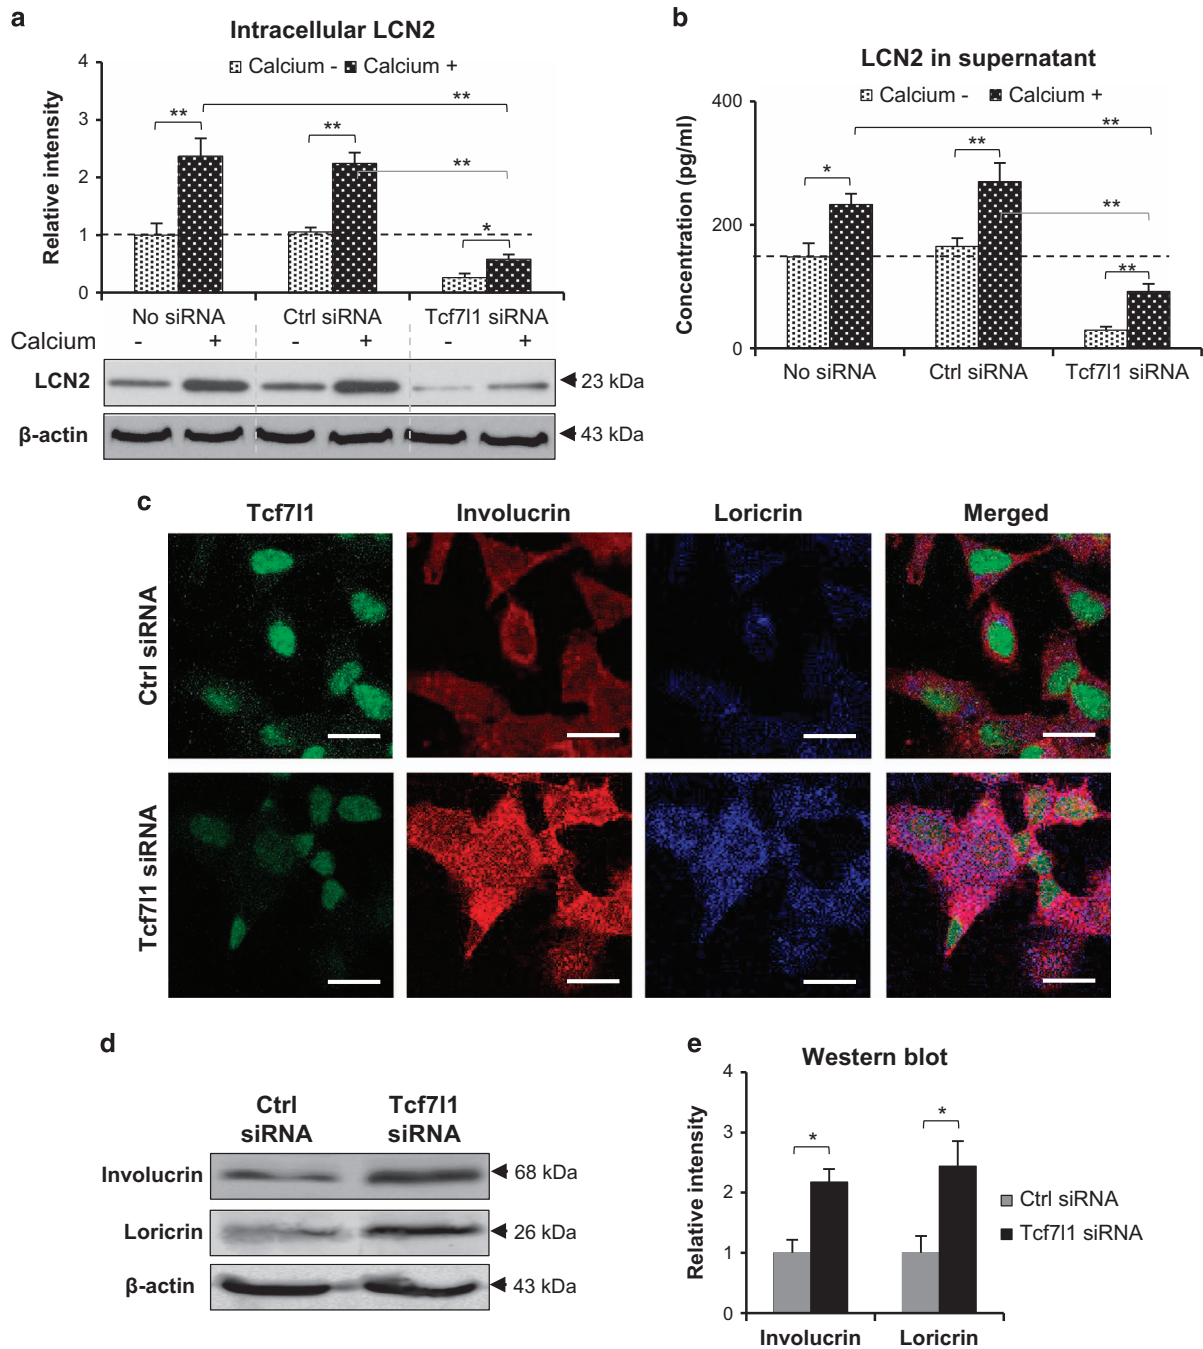 a
Intracellular LCN2
Calcium - Calcium +
Relative intensity
4
3
2
1
0
** ** ** ** *
No siRNA Ctrl siRNA Tcf7l1 siRNA
Calcium - + - + - +
LCN2 23 kDa
β-actin 43 kDa
b
LCN2 in supernatant
Calcium - Calcium +
Concentration (pg/ml)
400
200
0
* ** ** ** **
No siRNA Ctrl siRNA Tcf7l1 siRNA
c
Tcf7l1 Involucrin Loricrin Merged
Ctrl siRNA
Tcf7l1 siRNA
d
Ctrl Tcf7l1
siRNA siRNA
Involucrin 68 kDa
Loricrin 26 kDa
β-actin 43 kDa
e
Western blot
Relative intensity
4
3
2
1
0
* *
Ctrl siRNA
Tcf7l1 siRNA
Involucrin Loricrin